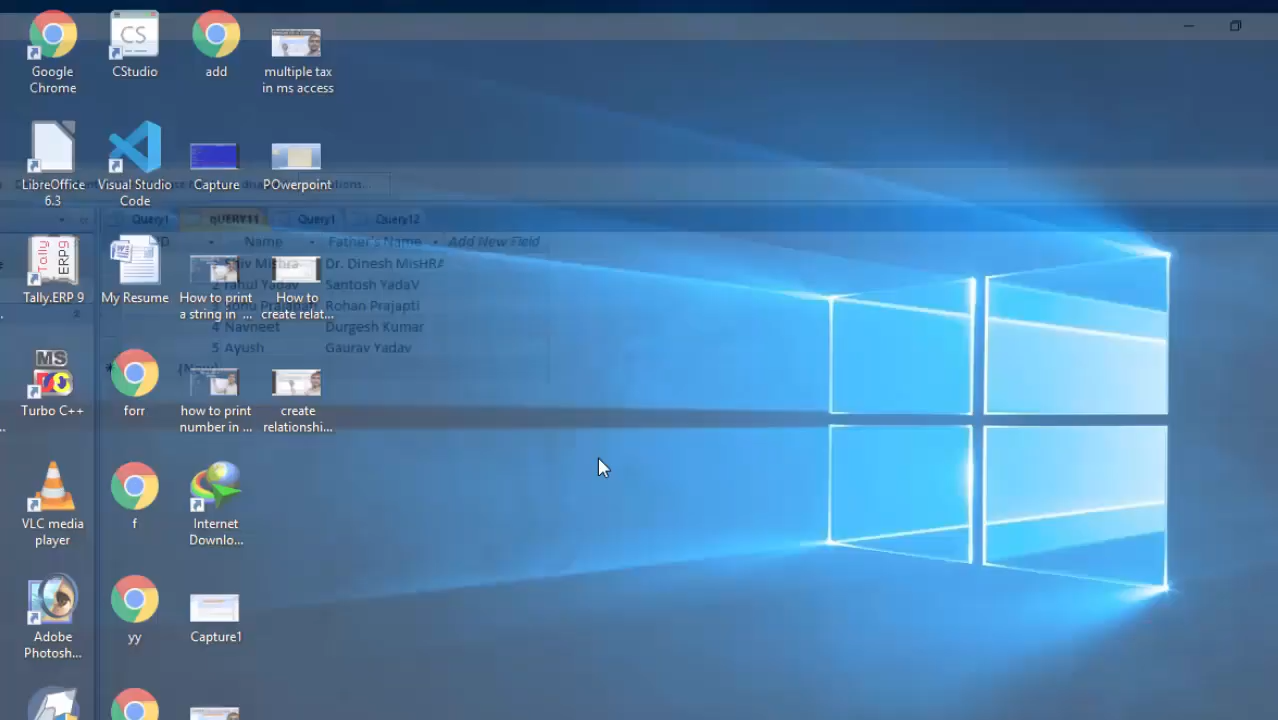 Google
Chrome
CStudio
add
multiple tax
in ms access
LibreOffice
6.3
Visual Studio
Code
Capture
POwerpoint
Query1
qUERY11
Query1
Query12
Name
Father's Name
Add New Field
Shiv Mishra
Dr. Dinesh MisHRA
2 rahul Yadav
Santosh YadaV
Rohan Prajapti
4 Navneet
Durgesh Kumar
5 Ayush
Gaurav Yadav
(New)
Tally.ERP 9
My Resume
How to print
a string in ...
How to
create relat...
Turbo C++
forr
how to print
number in ...
create
relationshi...
VLC media
player
f
Internet
Downlo...
Adobe
Photosh...
yy
Capture1